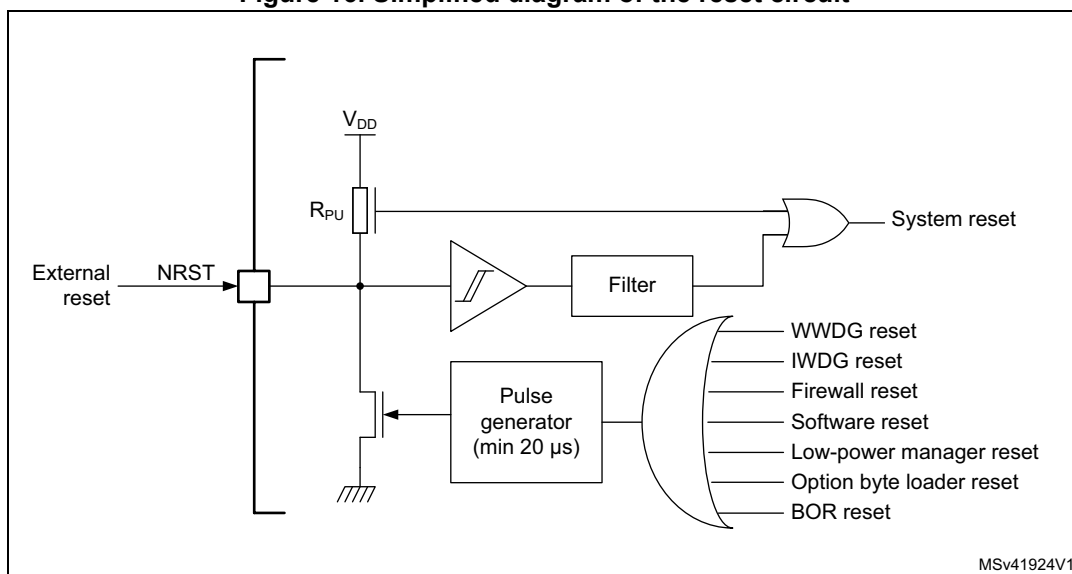 Figure 16. Simplified diagram of the reset circuit
VDD
RPU
System reset
External
reset
NRST
Filter
WWDG reset
IWDG reset
Firewall reset
Software reset
Low-power manager reset
Option byte loader reset
BOR reset
Pulse
generator
(min 20 µs)
MSv41924V1